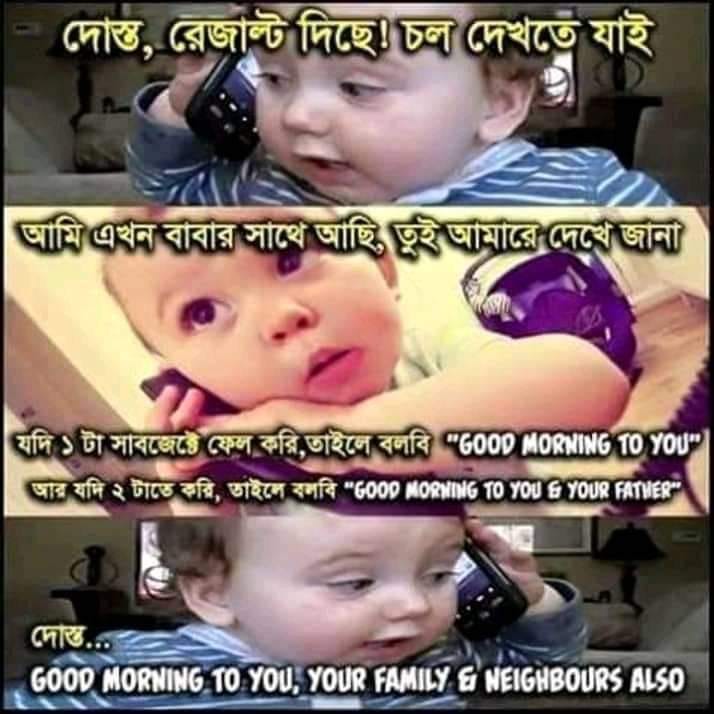 দোস্ত, রেজাল্ট দিছে! চল দেখতে যাই
আমি এখন বাবার সাথে আছি, তুই আমারে দেখে জানা
যদি ১ টা সাবজেক্টে ফেল করি,তাইলে বলবি "GOOD MORNING TO YOU"
আর যদি ২ টাতে করি, তাইলে বলবি "GOOD MORNING TO YOU & YOUR FATHER"
দোস্ত...
GOOD MORNING TO YOU, YOUR FAMILY & NEIGHBOURS ALSO